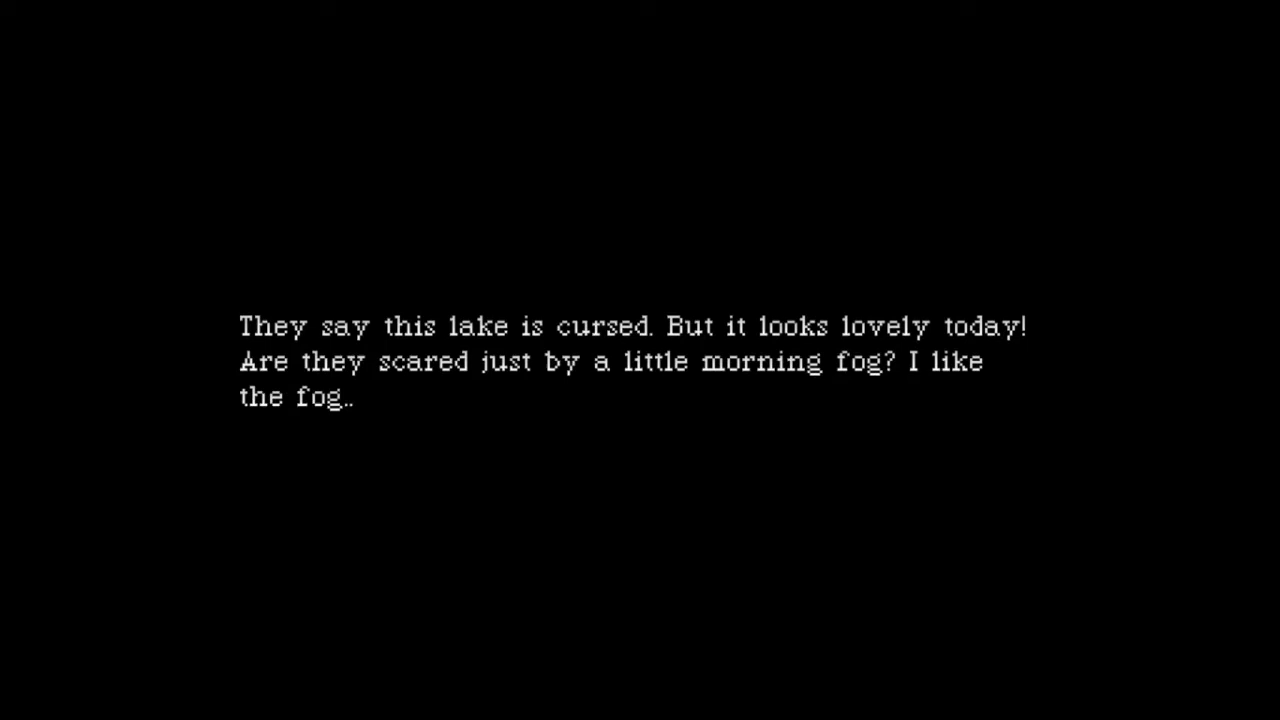 They say this lake is cursed. But it looks lovely today!
Are they scared just by a little morning fog? I like
the fog..